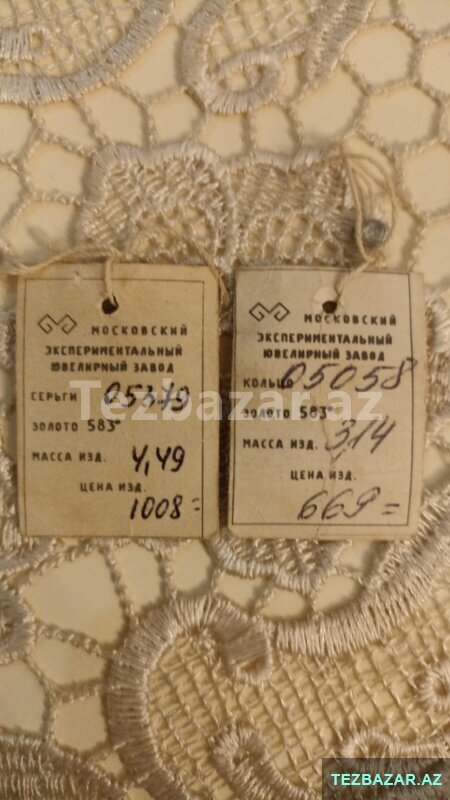 МОСКОВСКИЙ
ЭКСПЕРИМЕНТАЛЬНЫЙ
ЮВЕЛИРНЫЙ ЗАВОД
СЕРЬГИ 05319
ЗОЛОТО 583°
МАССА ИЗД. 4,49
ЦЕНА ИЗД.
1008=
МОСКОВСКИЙ
ЭКСПЕРИМЕНТАЛЬНЫЙ
ЮВЕЛИРНЫЙ ЗАВОД
КОЛЬЦО 05058
ЗОЛОТО 583°
МАССА ИЗД. 3,14
ЦЕНА ИЗД.
669=
Tezbazar.az
TEZBAZAR.AZ